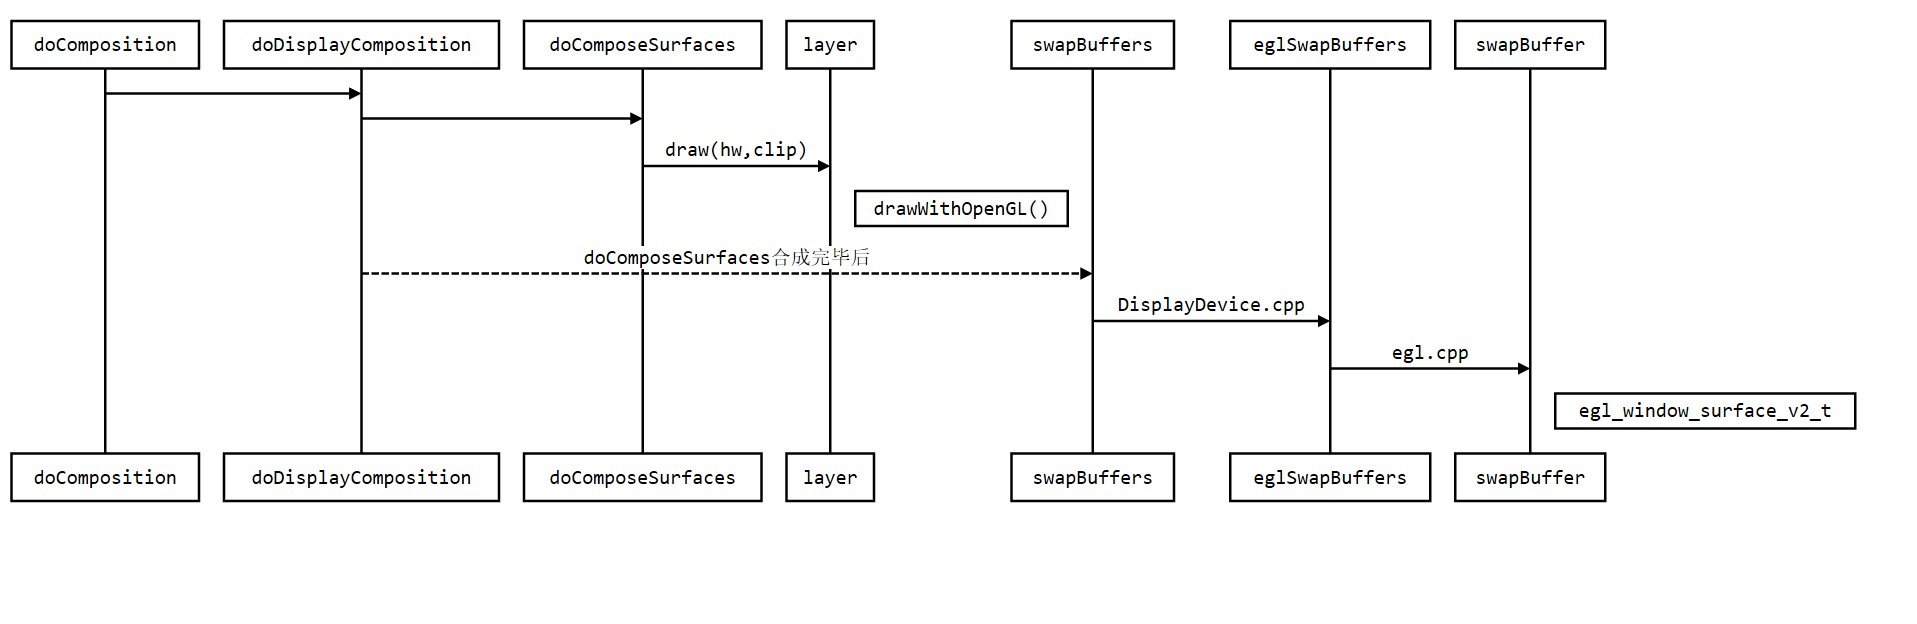 doComposition
doDisplayComposition
doComposeSurfaces
layer
swapBuffers
eglSwapBuffers
swapBuffer
draw(hw,clip)
drawWithOpenGL()
doComposeSurfaces合成完毕后
DisplayDevice.cpp
egl.cpp
egl_window_surface_v2_t
doComposition
doDisplayComposition
doComposeSurfaces
layer
swapBuffers
eglSwapBuffers
swapBuffer